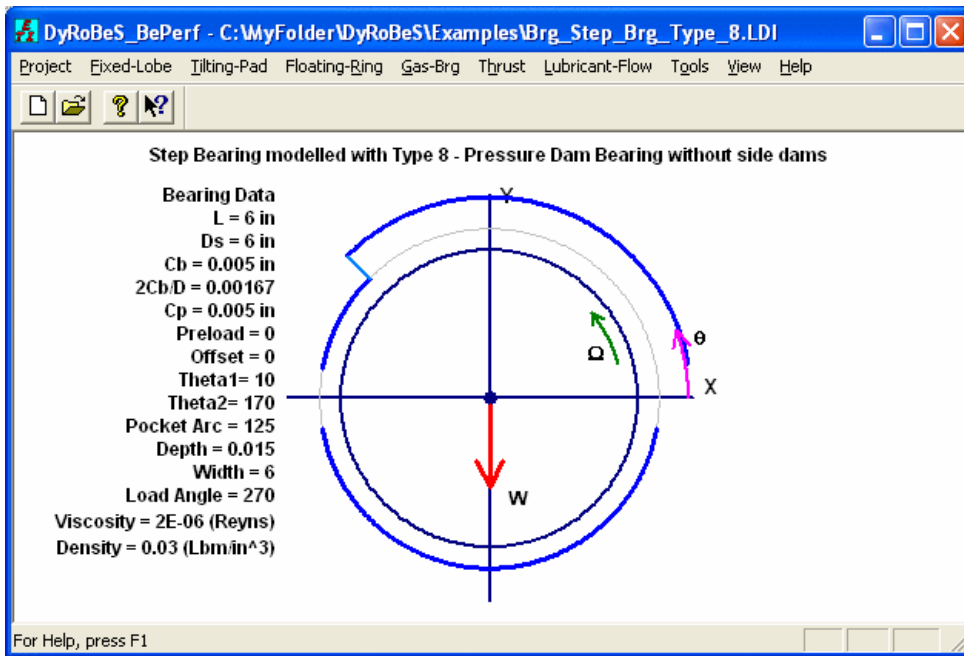 DyRoBeS_BePerf - C:\MyFolder\DyRoBeS\Examples\Brg_Step_Brg_Type_8.LDI
Project Fixed-Lobe Tilting-Pad Floating-Ring Gas-Brg Thrust Lubricant-Flow Tools View Help
Step Bearing modelled with Type 8 - Pressure Dam Bearing without side dams
Bearing Data
L = 6 in
Ds = 6 in
Cb = 0.005 in
2Cb/D = 0.00167
Cp = 0.005 in
Preload = 0
Offset = 0
Theta1= 10
Theta2= 170
Pocket Arc = 125
Depth = 0.015
Width = 6
Load Angle = 270
Viscosity = 2E-06 (Reyns)
Density = 0.03 (Lbm/in^3)
Y
Ω
θ
X
W
For Help, press F1